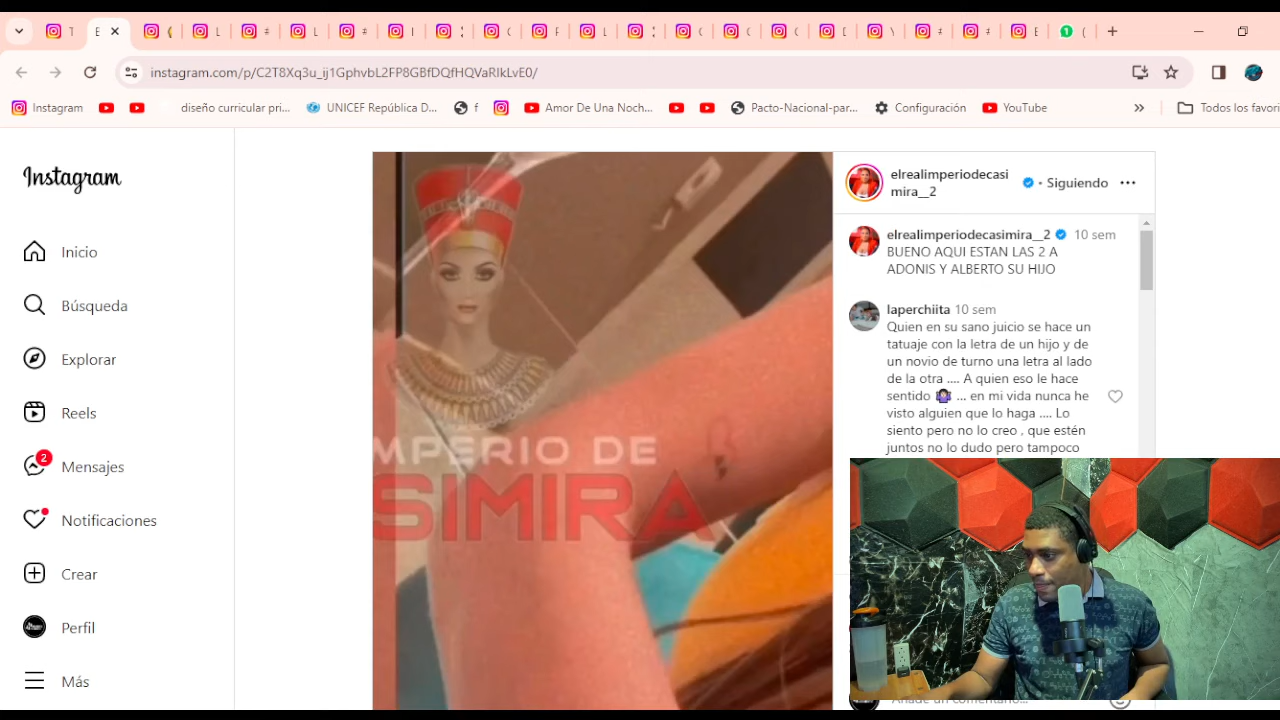 T
E
L
#
L
#
I
C
F
L
C
C
C
D
Y
#
#
E
(
instagram.com/p/C2T8Xq3u_ij1GphvbL2FP8GBfDQfHQVaRIkLvE0/
Instagram
diseño curricular pri...
UNICEF República D...
f
Amor De Una Noch...
Pacto-Nacional-par...
Configuración
YouTube
»
Todos los favori
Instagram
Inicio
Búsqueda
Explorar
Reels
2
Mensajes
Notificaciones
Crear
Perfil
Más
MPERIO DE
SIMIRA
elrealimperiodecasi
mira__2
• Siguiendo
elrealimperiodecasimira__2 10 sem
BUENO AQUI ESTAN LAS 2 A
ADONIS Y ALBERTO SU HIJO
laperchiita 10 sem
Quien en su sano juicio se hace un
tatuaje con la letra de un hijo y de
un novio de turno una letra al lado
de la otra .... A quien eso le hace
sentido 🤷🏻‍♀️ ... en mi vida nunca he
visto alguien que lo haga .... Lo
siento pero no lo creo , que estén
juntos no lo dudo pero tampoco
Añade un comentario...